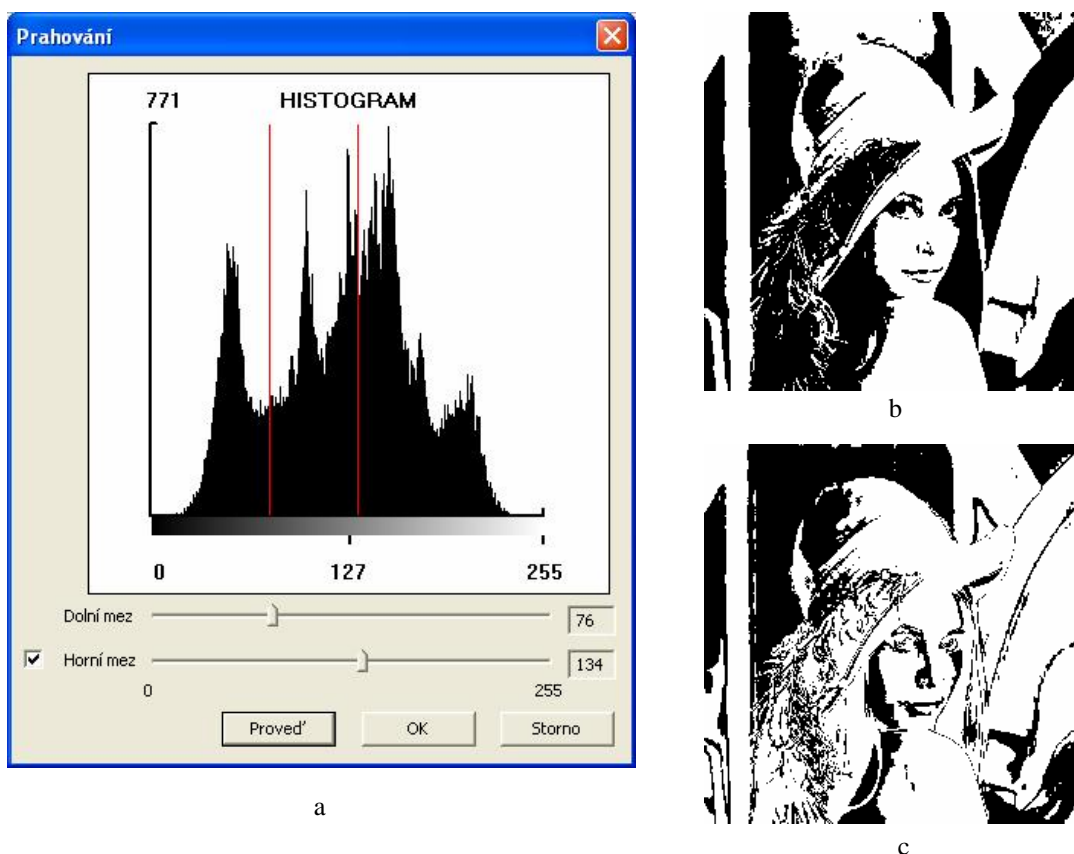 Prahování
771 HISTOGRAM
0 127 255
Dolní mez 76
Horní mez 134
0 255
Proveď OK Storno
a
b
c